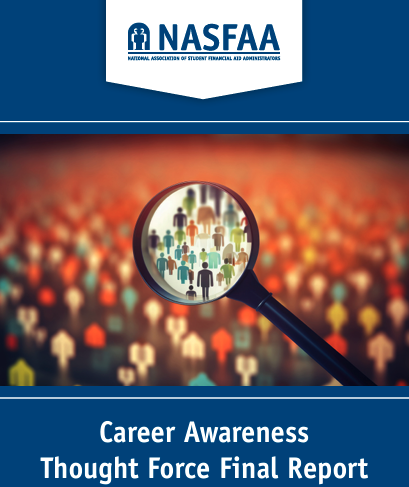 NASFAA
NATIONAL ASSOCIATION OF STUDENT FINANCIAL AID ADMINISTRATORS
Career Awareness
Thought Force Final Report